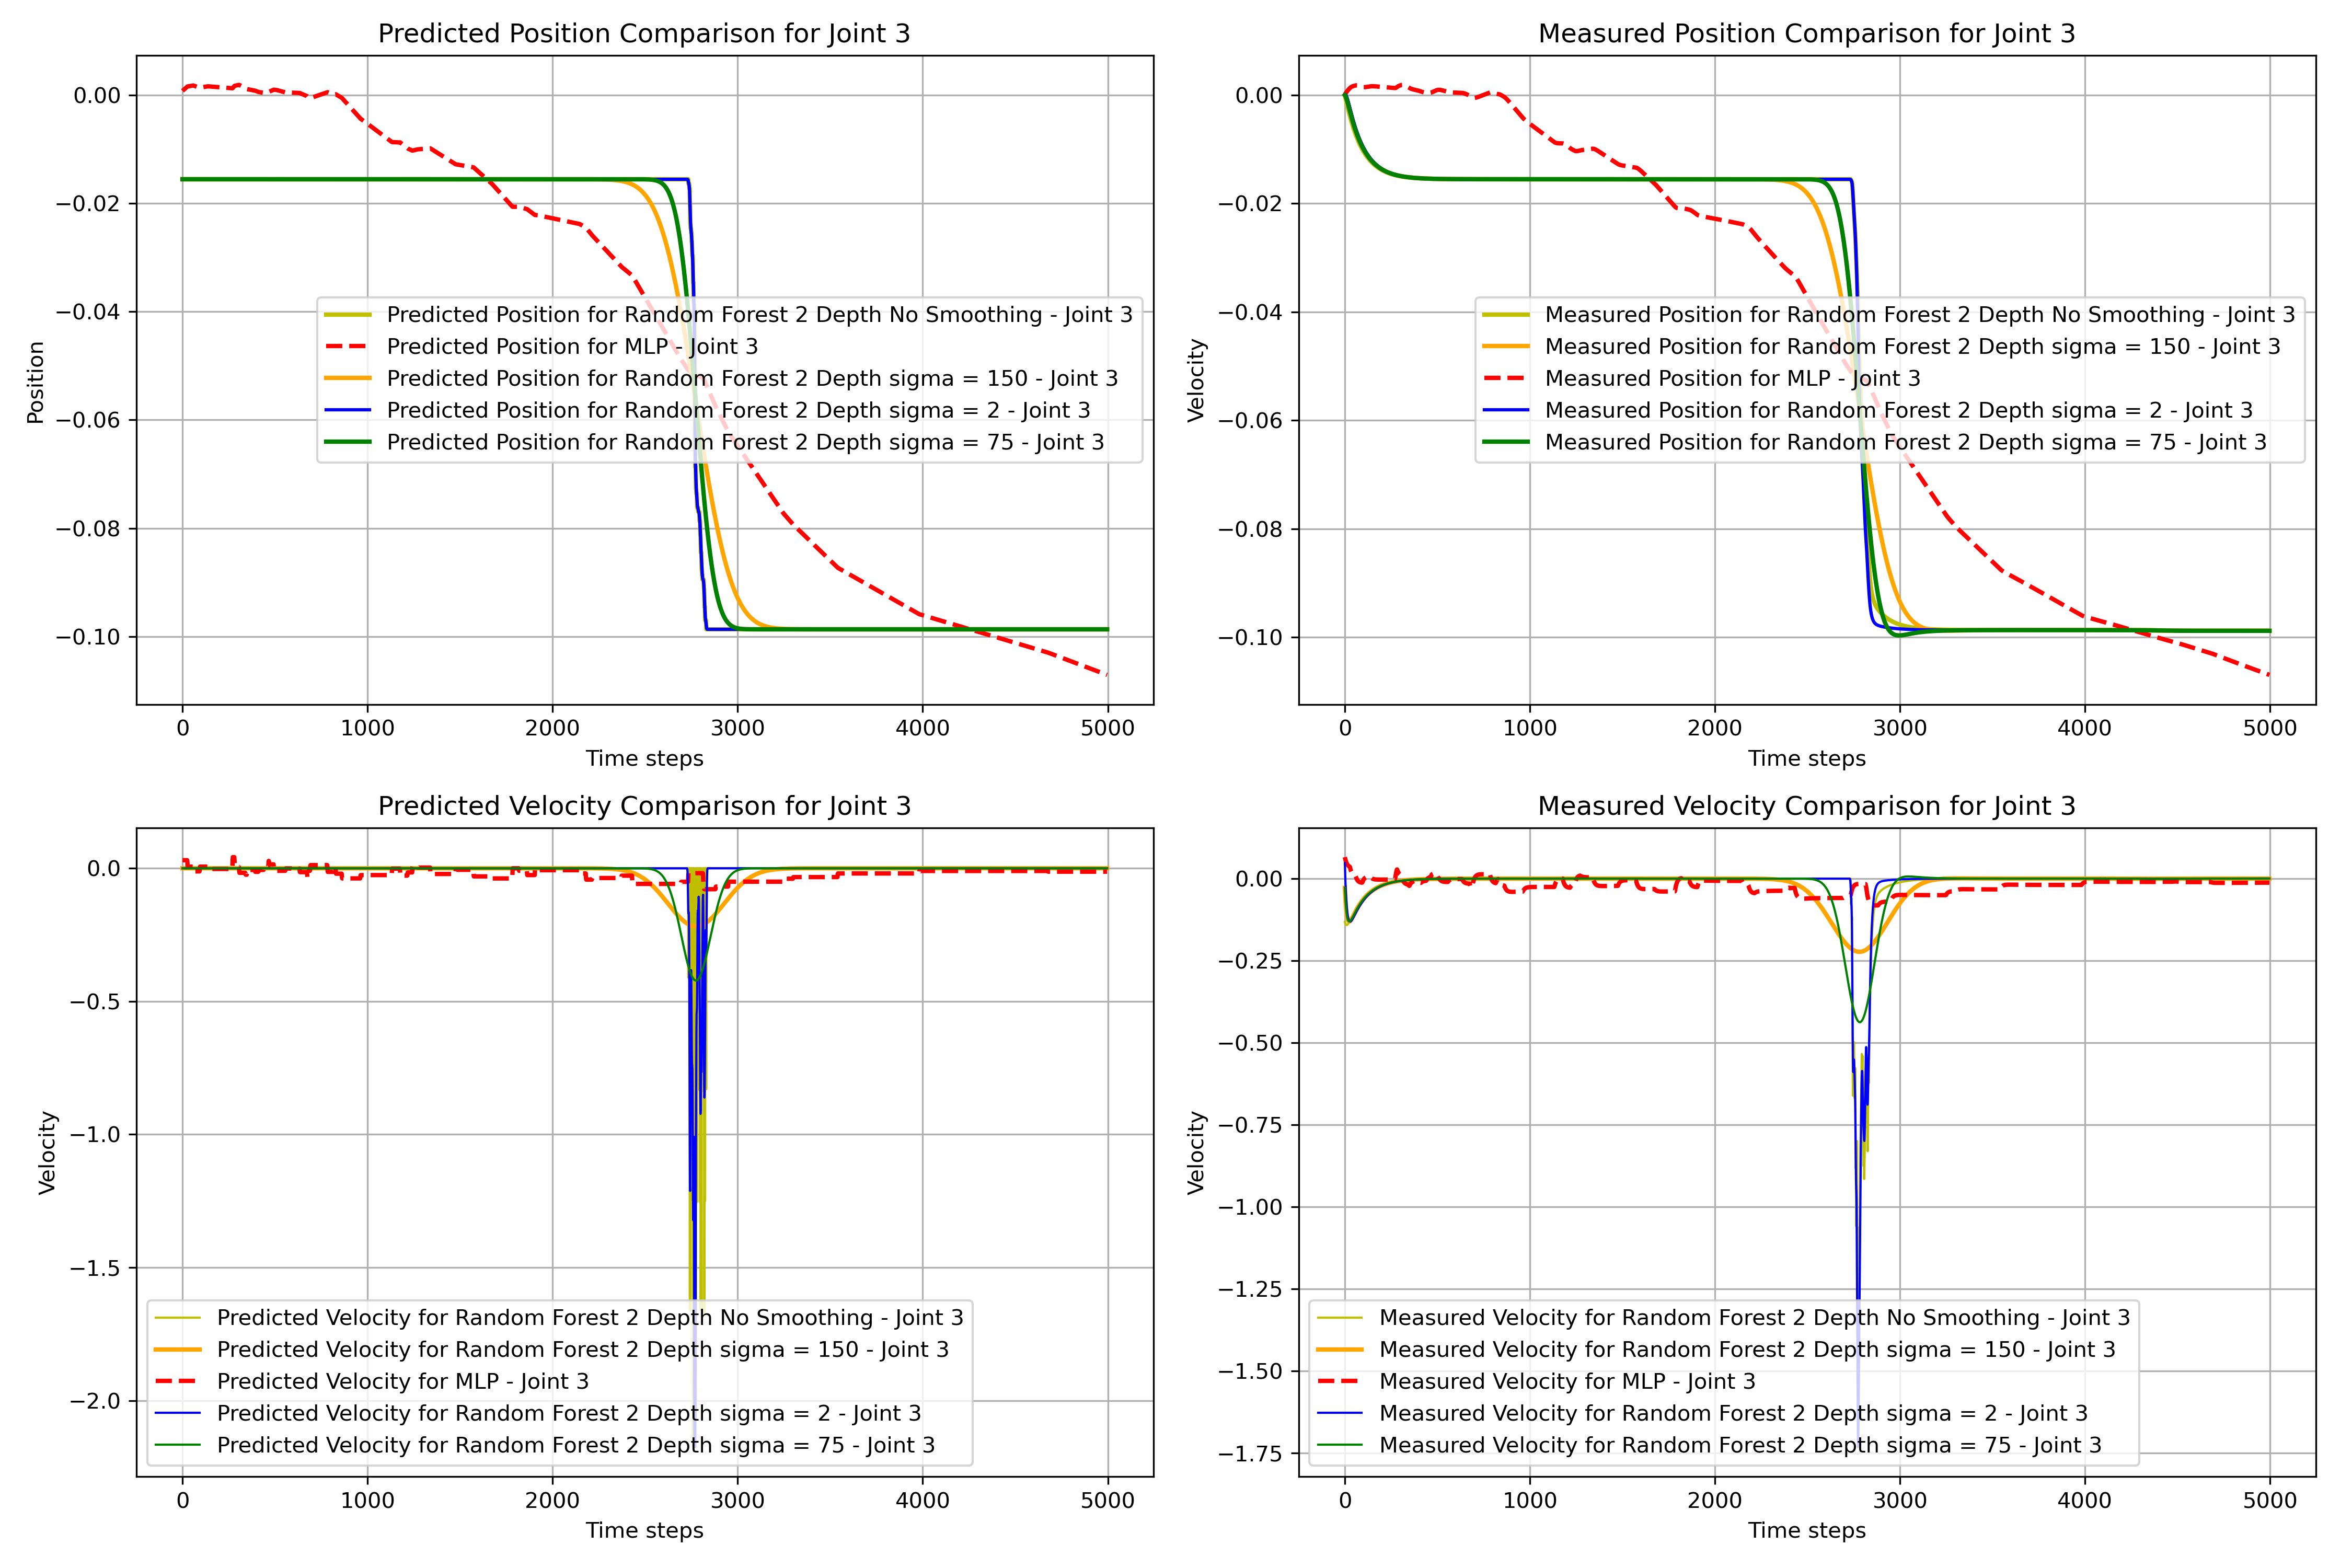 Predicted Position Comparison for Joint 3
0.00
−0.02
−0.04
−0.06
−0.08
−0.10
Position
Predicted Position for Random Forest 2 Depth No Smoothing - Joint 3
Predicted Position for MLP - Joint 3
Predicted Position for Random Forest 2 Depth sigma = 150 - Joint 3
Predicted Position for Random Forest 2 Depth sigma = 2 - Joint 3
Predicted Position for Random Forest 2 Depth sigma = 75 - Joint 3
0 1000 2000 3000 4000 5000
Time steps
Measured Position Comparison for Joint 3
0.00
−0.02
−0.04
−0.06
−0.08
−0.10
Velocity
Measured Position for Random Forest 2 Depth No Smoothing - Joint 3
Measured Position for Random Forest 2 Depth sigma = 150 - Joint 3
Measured Position for MLP - Joint 3
Measured Position for Random Forest 2 Depth sigma = 2 - Joint 3
Measured Position for Random Forest 2 Depth sigma = 75 - Joint 3
0 1000 2000 3000 4000 5000
Time steps
Predicted Velocity Comparison for Joint 3
0.0
−0.5
−1.0
−1.5
−2.0
Velocity
Predicted Velocity for Random Forest 2 Depth No Smoothing - Joint 3
Predicted Velocity for Random Forest 2 Depth sigma = 150 - Joint 3
Predicted Velocity for MLP - Joint 3
Predicted Velocity for Random Forest 2 Depth sigma = 2 - Joint 3
Predicted Velocity for Random Forest 2 Depth sigma = 75 - Joint 3
0 1000 2000 3000 4000 5000
Time steps
Measured Velocity Comparison for Joint 3
0.00
−0.25
−0.50
−0.75
−1.00
−1.25
−1.50
−1.75
Velocity
Measured Velocity for Random Forest 2 Depth No Smoothing - Joint 3
Measured Velocity for Random Forest 2 Depth sigma = 150 - Joint 3
Measured Velocity for MLP - Joint 3
Measured Velocity for Random Forest 2 Depth sigma = 2 - Joint 3
Measured Velocity for Random Forest 2 Depth sigma = 75 - Joint 3
0 1000 2000 3000 4000 5000
Time steps